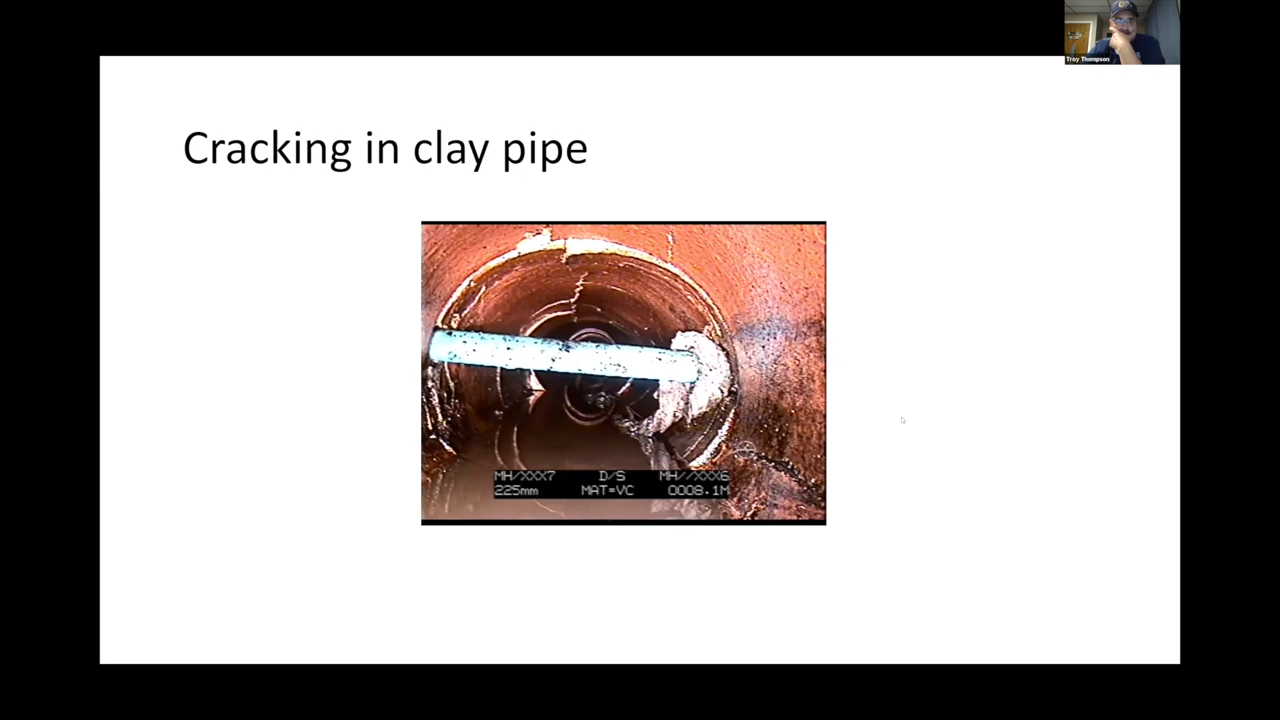 Troy Thompson
Cracking in clay pipe
MH/XXX7 D/S MH//XXX6
225mm MAT=VC 0008.1M